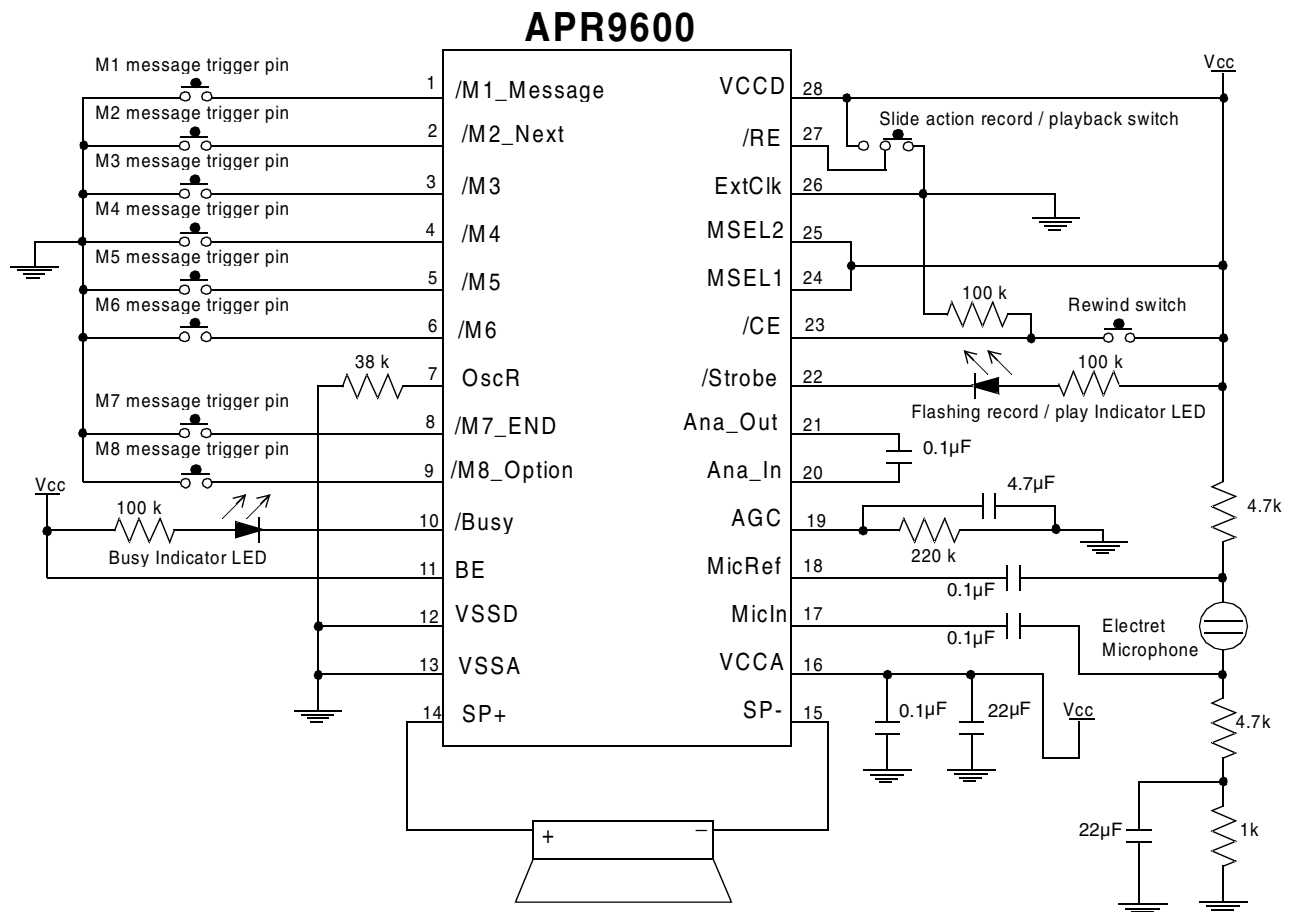 APR9600
M1 message trigger pin
M2 message trigger pin
M3 message trigger pin
M4 message trigger pin
M5 message trigger pin
M6 message trigger pin
38 k
M7 message trigger pin
M8 message trigger pin
Vcc
100 k
Busy Indicator LED
1 /M1_Message
2 /M2_Next
3 /M3
4 /M4
5 /M5
6 /M6
7 OscR
8 /M7_END
9 /M8_Option
10 /Busy
11 BE
12 VSSD
13 VSSA
14 SP+
VCCD 28
/RE 27
ExtClk 26
MSEL2 25
MSEL1 24
/CE 23
/Strobe 22
Ana_Out 21
Ana_In 20
AGC 19
MicRef 18
MicIn 17
VCCA 16
SP- 15
Vcc
Slide action record / playback switch
100 k
Rewind switch
100 k
Flashing record / play Indicator LED
0.1µF
4.7µF
220 k
4.7k
0.1µF
0.1µF
Electret
Microphone
0.1µF
22µF
Vcc
4.7k
22µF
1k
+ −